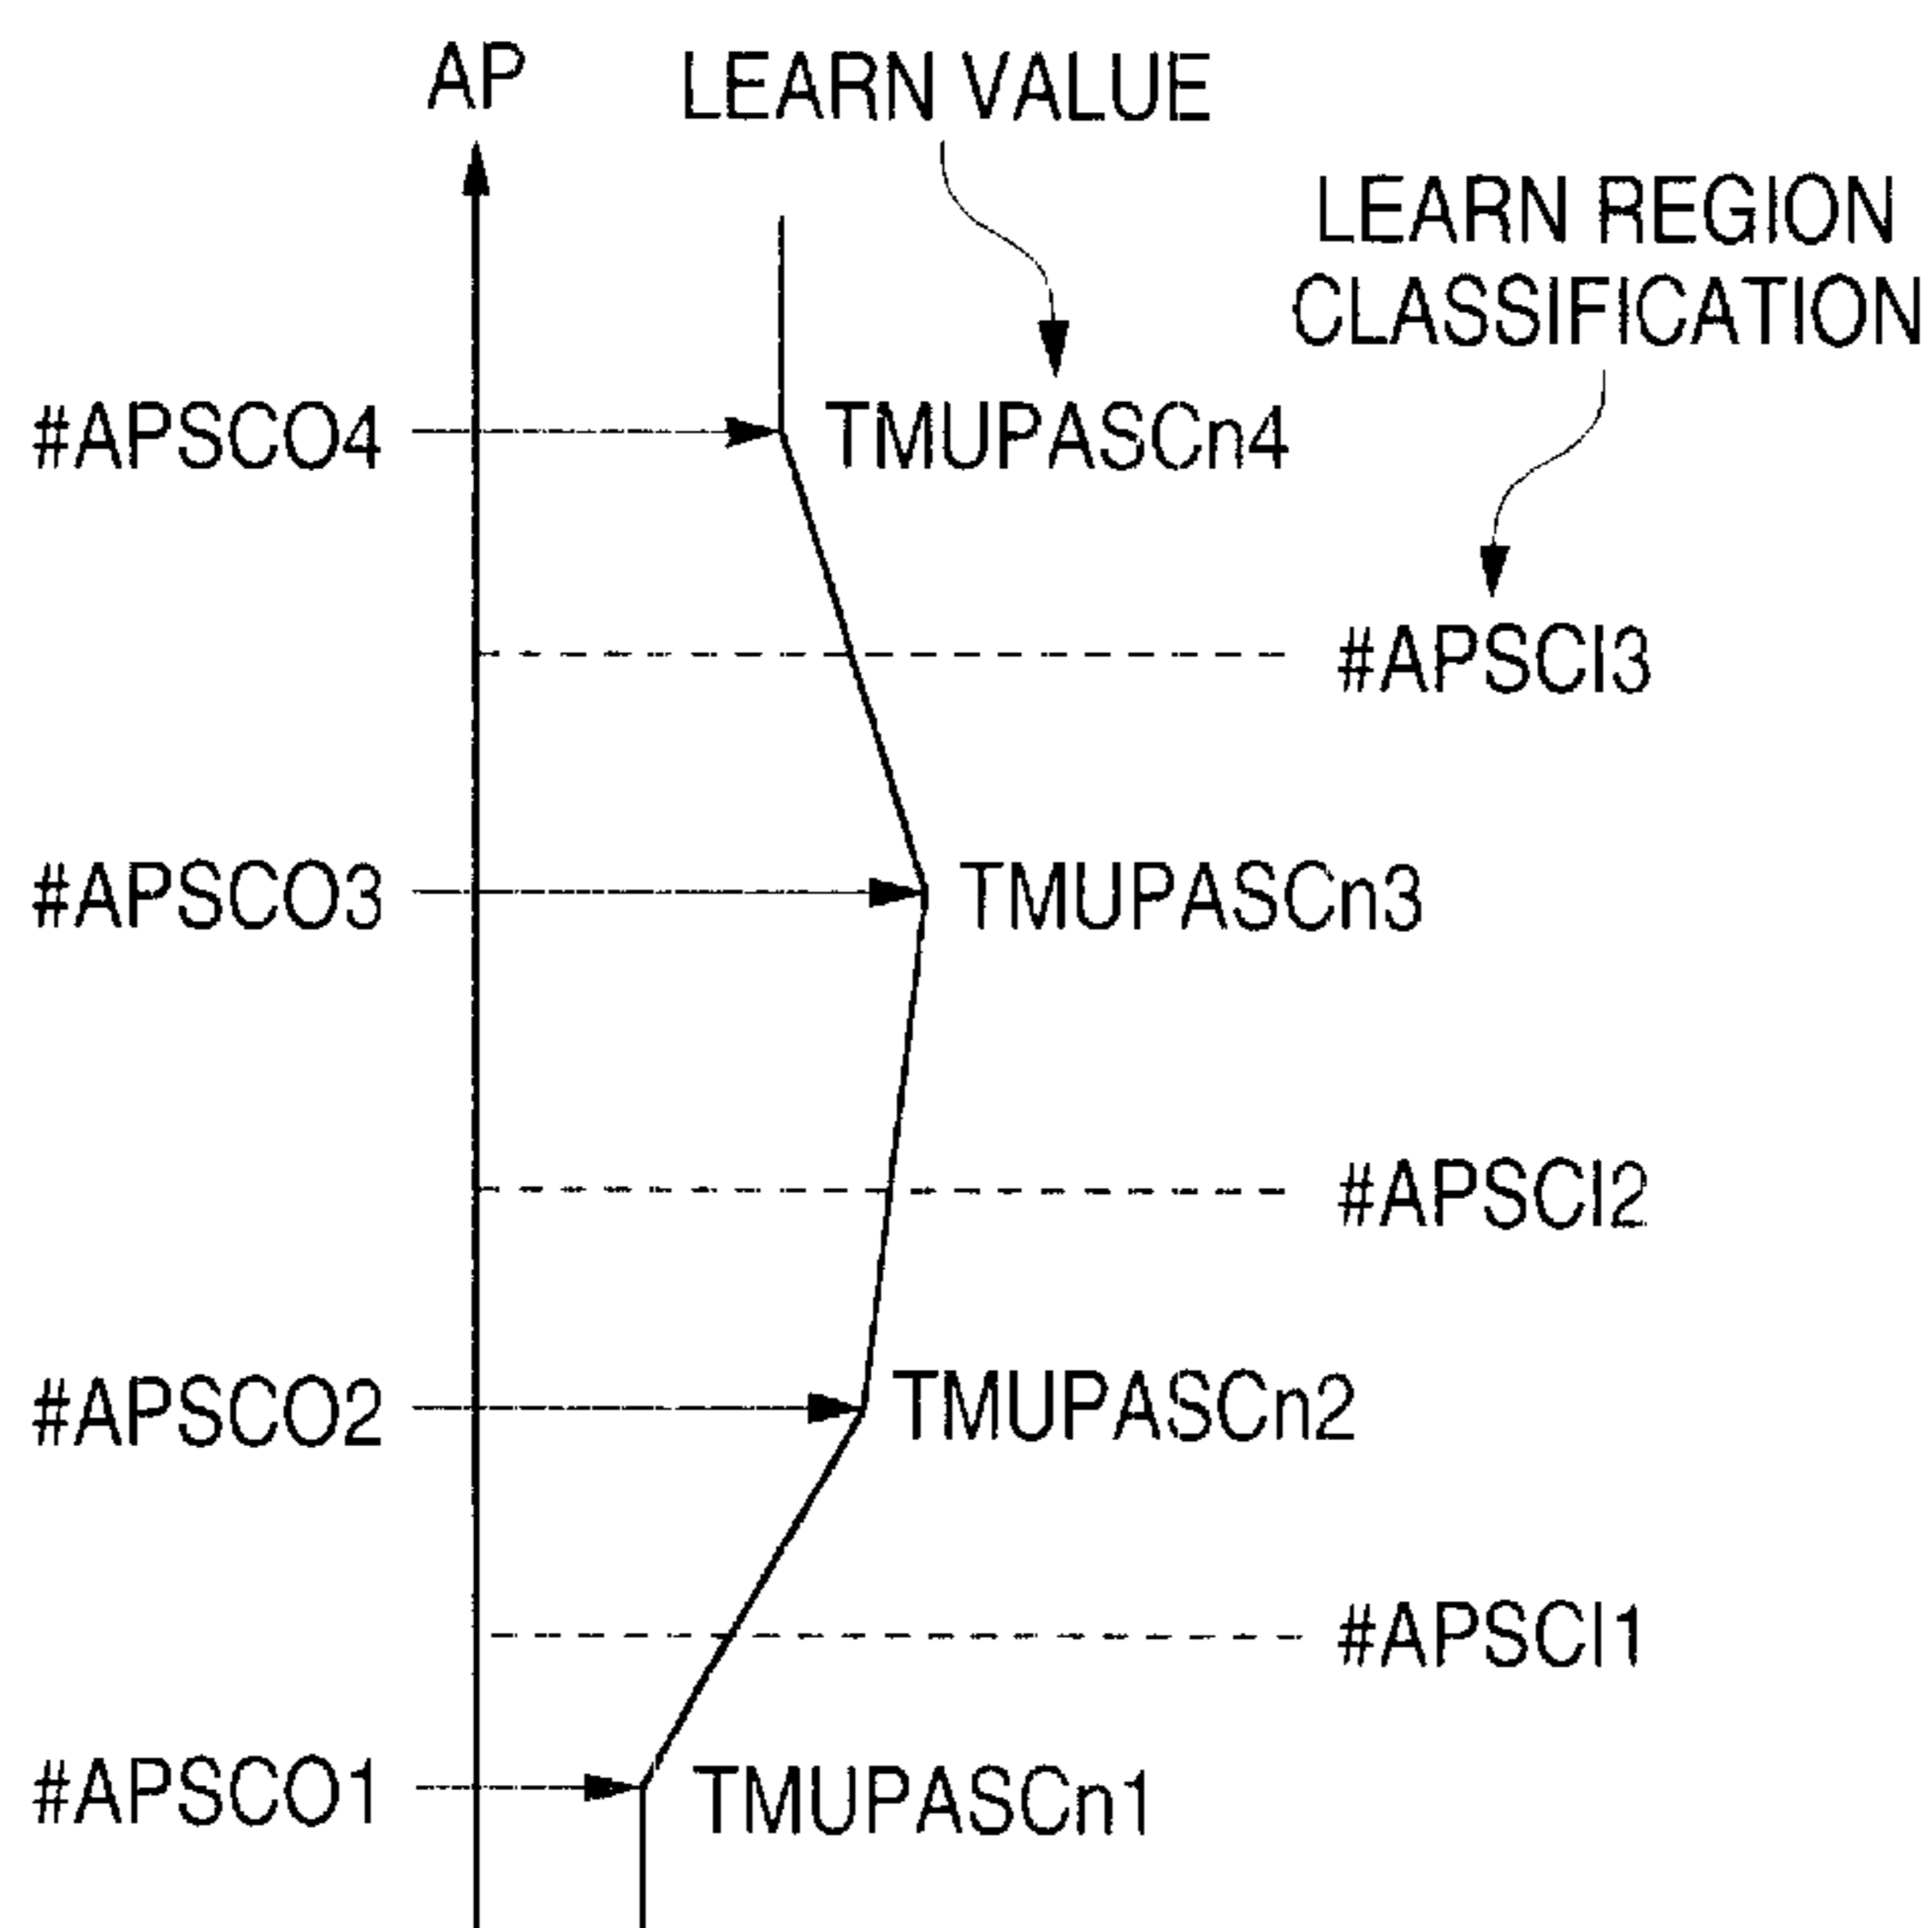 AP
LEARN VALUE
LEARN REGION
CLASSIFICATION
#APSCO4
TMUPASCn4
#APSCI3
#APSCO3
TMUPASCn3
#APSCI2
#APSCO2
TMUPASCn2
#APSCI1
#APSCO1
TMUPASCn1